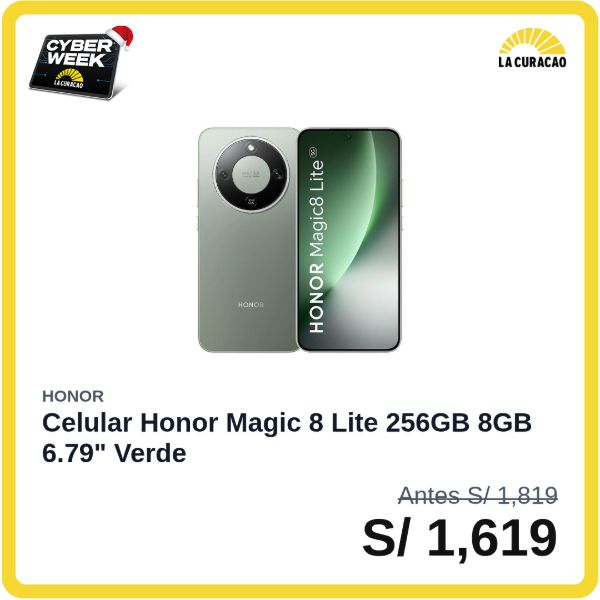 CYBER
WEEK
LA CURACAO
LA CURACAO
HONOR Magic8 Lite 5G
HONOR
HONOR
Celular Honor Magic 8 Lite 256GB 8GB
6.79" Verde
Antes S/ 1,819
S/ 1,619